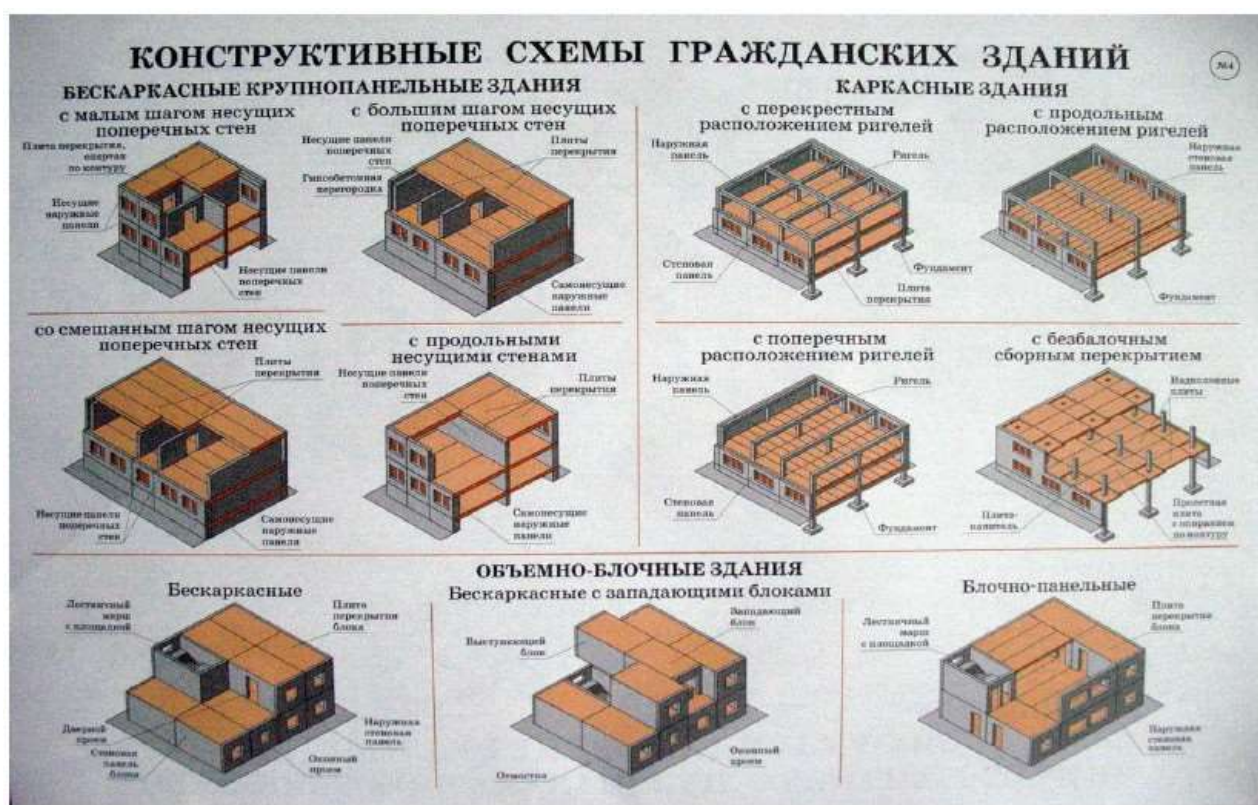 КОНСТРУКТИВНЫЕ СХЕМЫ ГРАЖДАНСКИХ ЗДАНИЙ
№4
БЕСКАРКАСНЫЕ КРУПНОПАНЕЛЬНЫЕ ЗДАНИЯ
с малым шагом несущих
поперечных стен
Плита перекрытия,
опертая
по контуру
Несущие
наружные
панели
Несущие панели
поперечных
стен
с большим шагом несущих
поперечных стен
Несущие панели
поперечных
стен
Гипсобетонная
перегородка
Плиты
перекрытия
Самонесущие
наружные
панели
со смешанным шагом несущих
поперечных стен
Плиты
перекрытия
Несущие панели
поперечных
стен
Самонесущие
наружные
панели
с продольными
несущими стенами
Несущие панели
поперечных
стен
Плиты
перекрытия
Самонесущие
наружные
панели
КАРКАСНЫЕ ЗДАНИЯ
с перекрестным
расположением ригелей
Наружная
панель
Ригель
Стеновая
панель
Фундамент
Плита
перекрытия
с продольным
расположением ригелей
Наружная
стеновая
панель
Фундамент
с поперечным
расположением ригелей
Наружная
панель
Ригель
Стеновая
панель
Фундамент
с безбалочным
сборным перекрытием
Надколонные
плиты
Плита-
капитель
Пролетная
плита
с опиранием
по контуру
ОБЪЕМНО-БЛОЧНЫЕ ЗДАНИЯ
Бескаркасные
Лестничный
марш
с площадкой
Плита
перекрытия
блока
Дверной
проем
Стеновая
панель
блока
Наружная
стеновая
панель
Оконный
проем
Бескаркасные с западающими блоками
Выступающий
блок
Западающий
блок
Отмостка
Оконный
проем
Блочно-панельные
Лестничный
марш
с площадкой
Плита
перекрытия
блока
Наружная
стеновая
панель